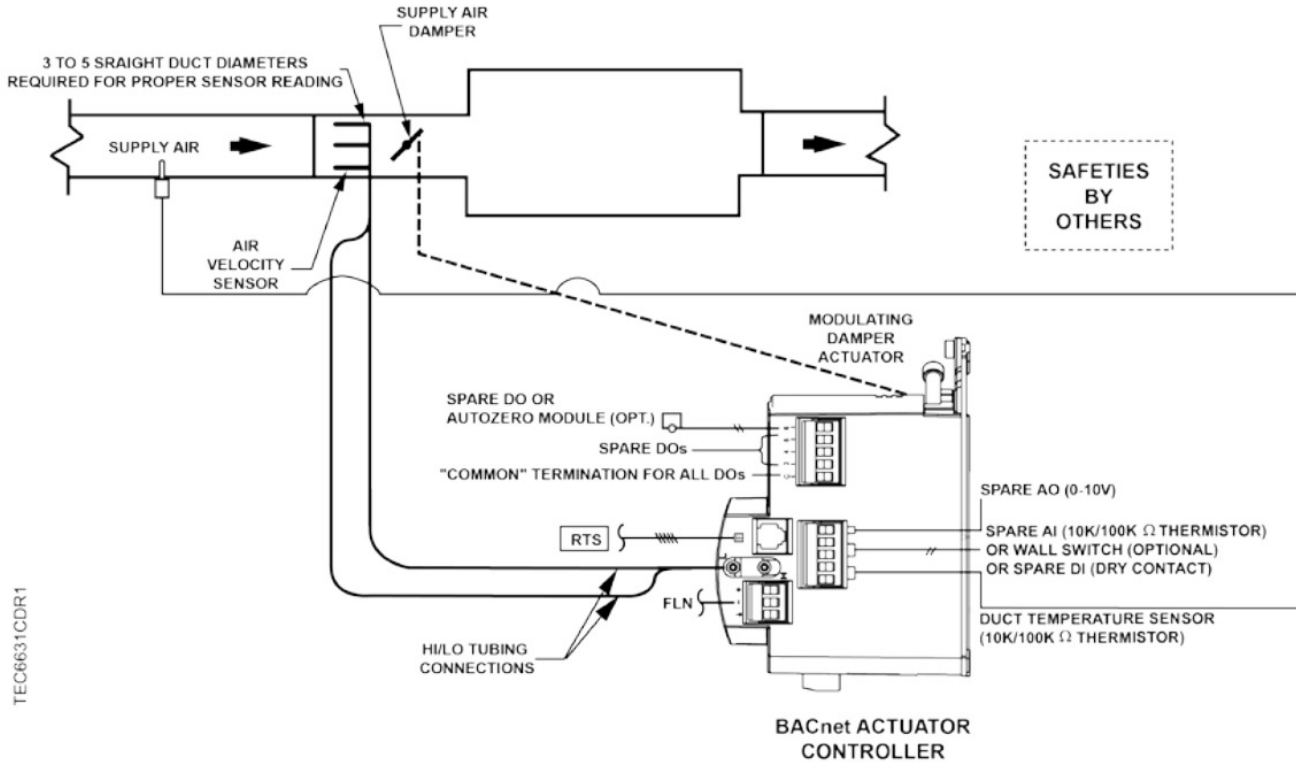 SUPPLY AIR
DAMPER
3 TO 5 SRAIGHT DUCT DIAMETERS
REQUIRED FOR PROPER SENSOR READING
SUPPLY AIR
SAFETIES
BY
OTHERS
AIR
VELOCITY
SENSOR
MODULATING
DAMPER
ACTUATOR
SPARE DO OR
AUTOZERO MODULE (OPT.)
SPARE DOs
"COMMON" TERMINATION FOR ALL DOs
SPARE AO (0-10V)
RTS
SPARE AI (10K/100K Ω THERMISTOR)
OR WALL SWITCH (OPTIONAL)
OR SPARE DI (DRY CONTACT)
FLN
DUCT TEMPERATURE SENSOR
(10K/100K Ω THERMISTOR)
HI/LO TUBING
CONNECTIONS
TEC6631CDR1
BACnet ACTUATOR
CONTROLLER